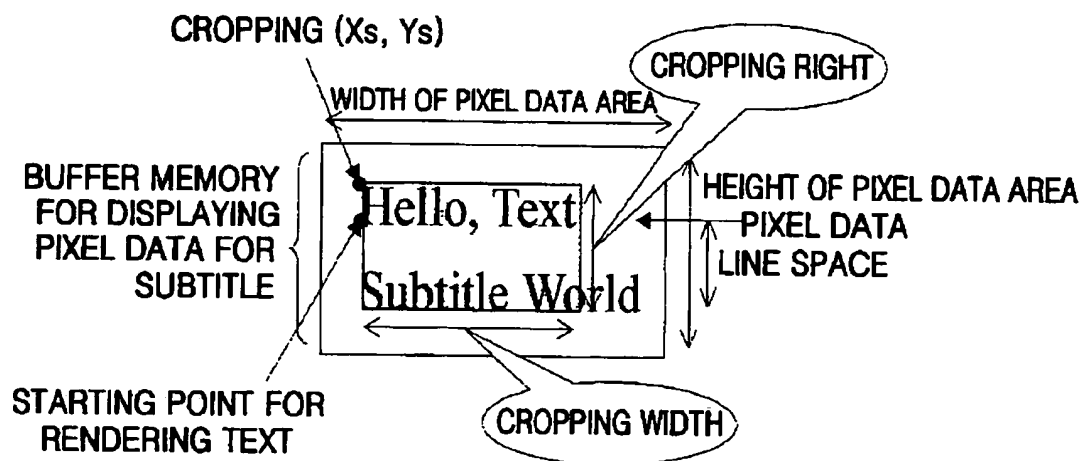 CROPPING (Xs, Ys)
CROPPING RIGHT
WIDTH OF PIXEL DATA AREA
BUFFER MEMORY
FOR DISPLAYING
PIXEL DATA FOR
SUBTITLE
Hello, Text
Subtitle World
HEIGHT OF PIXEL DATA AREA
PIXEL DATA
LINE SPACE
STARTING POINT FOR
RENDERING TEXT
CROPPING WIDTH